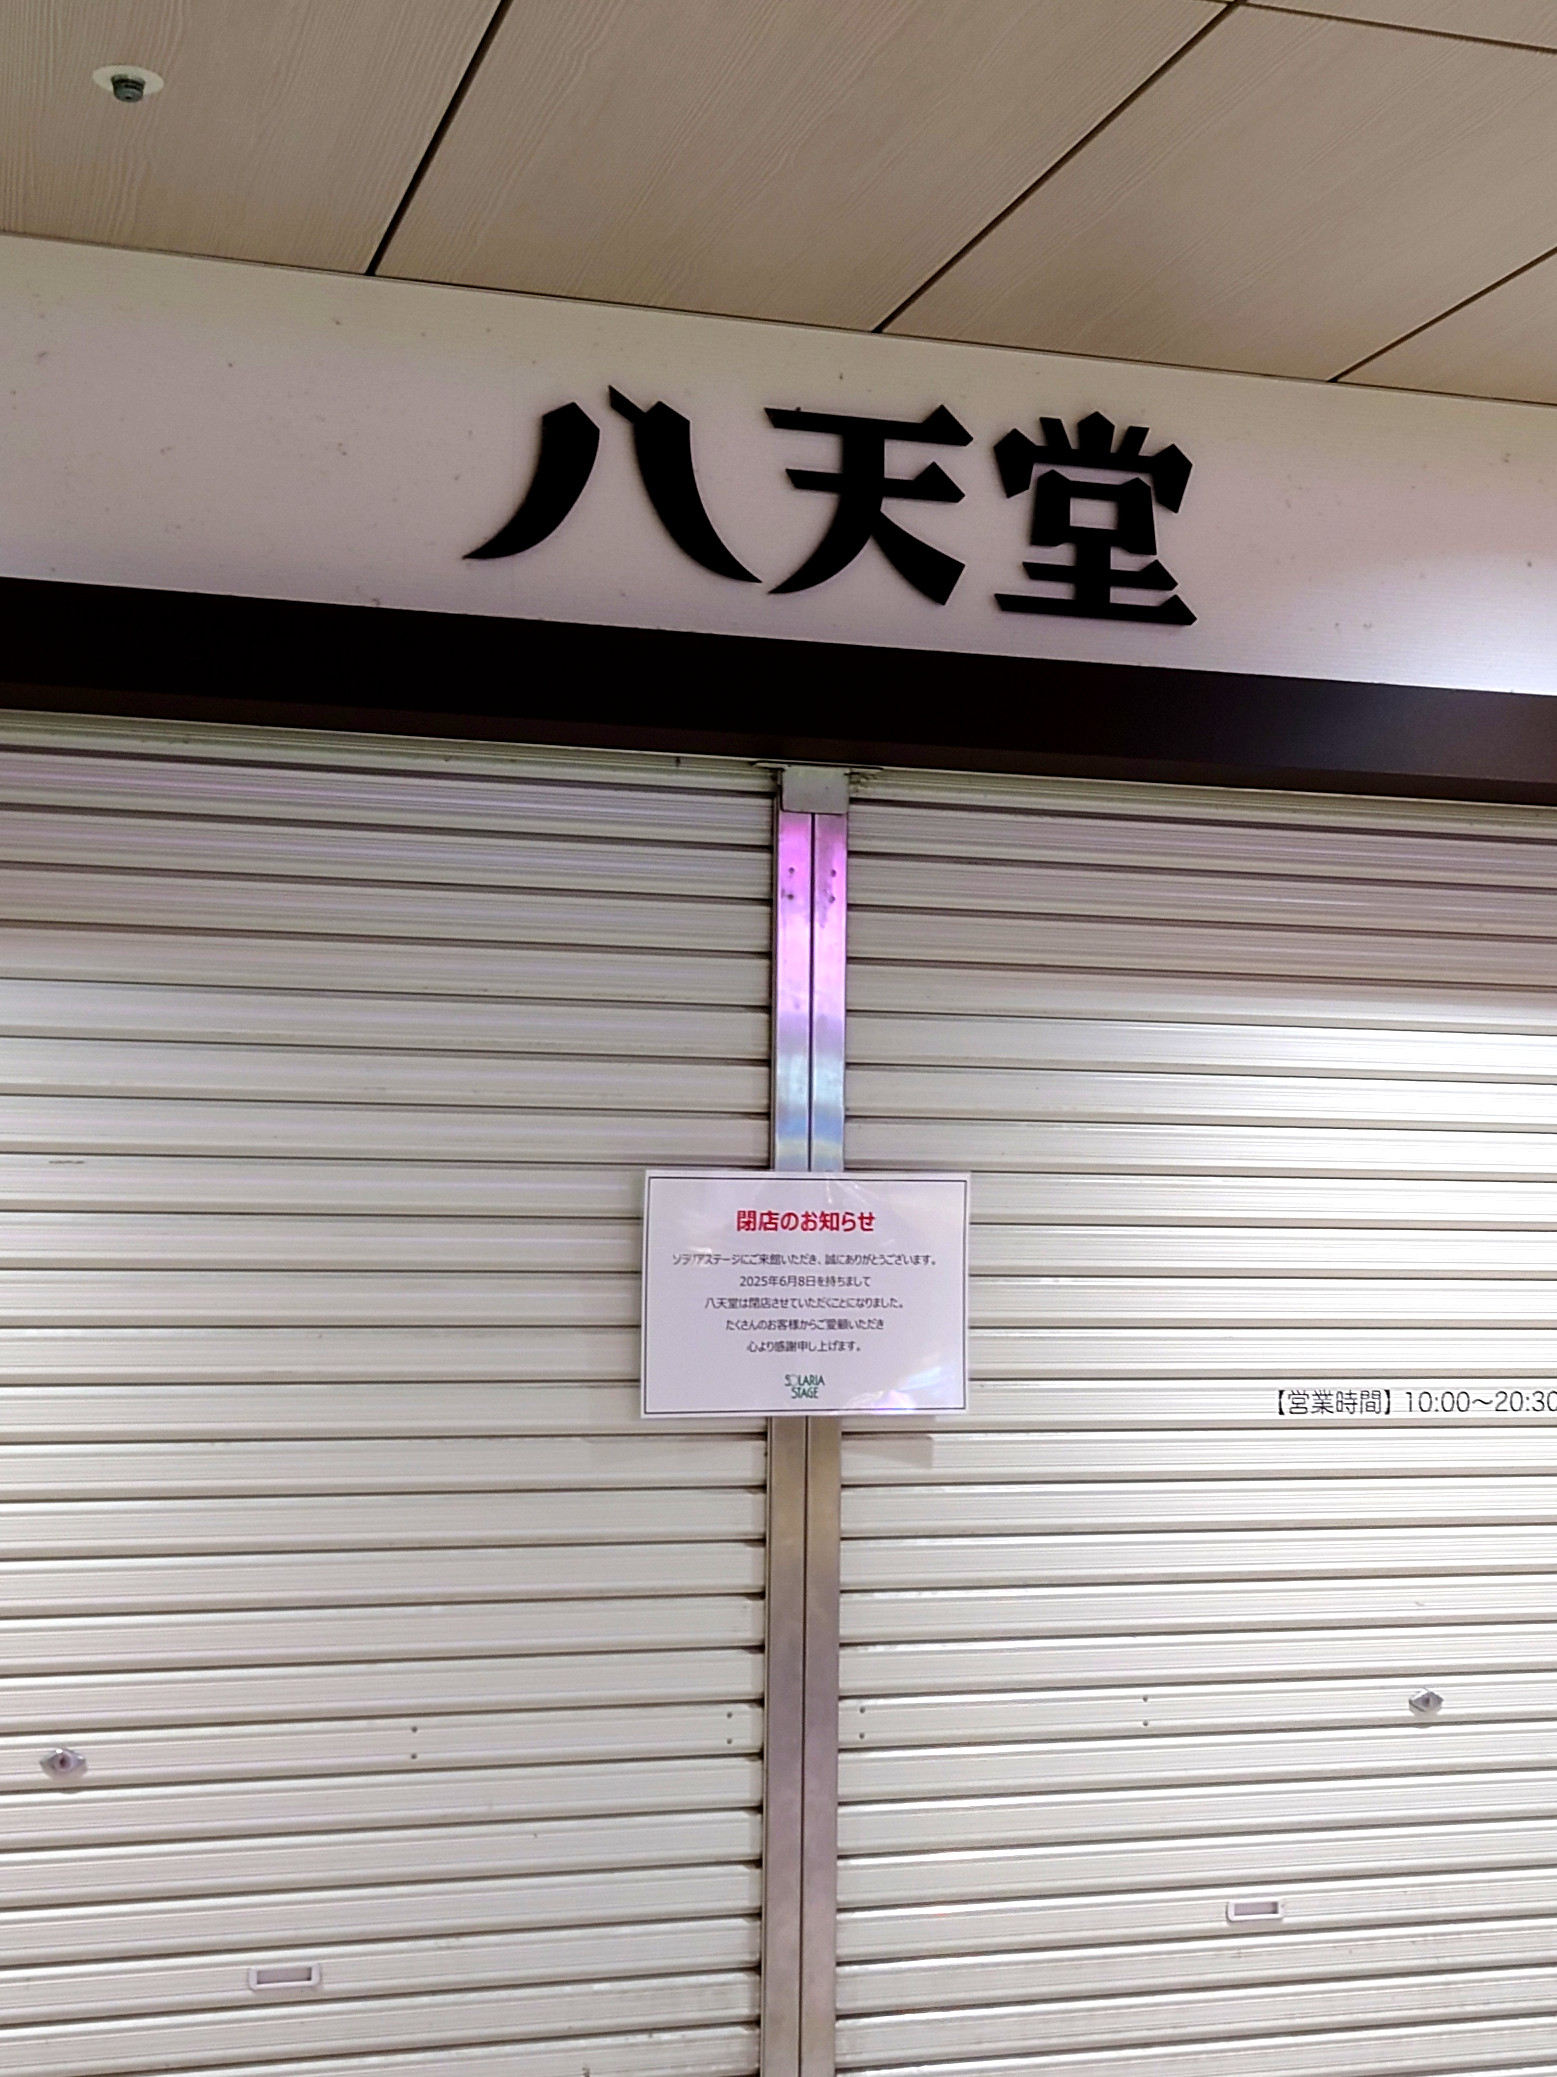 八天堂
閉店のお知らせ
ソラリアステージにご来館いただき、誠にありがとうございます。
2025年6月8日を持ちまして
八天堂は閉店させていただくことになりました。
たくさんのお客様からご愛顧いただき
心より感謝申し上げます。
SOLARIA
STAGE
【営業時間】10:00〜20:30